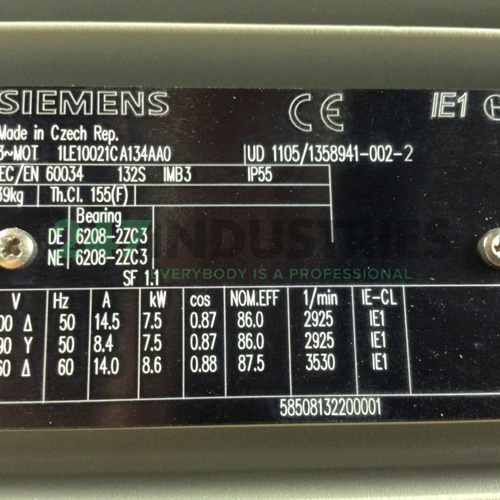 SIEMENS CE IE1
Made in Czech Rep.
3~MOT 1LE10021CA134AA0 UD 1105/1358941-002-2
EC/EN 60034 132S IMB3 IP55
39kg Th.Cl. 155(F)
Bearing
DE 6208-2ZC3
NE 6208-2ZC3
INDUSTRIES
EVERYBODY IS A PROFESSIONAL
SF 1.1
V Hz A kW cos NOM.EFF 1/min IE-CL
00 Δ 50 14.5 7.5 0.87 86.0 2925 IE1
90 Y 50 8.4 7.5 0.87 86.0 2925 IE1
60 Δ 60 14.0 8.6 0.88 87.5 3530 IE1
58508132200001